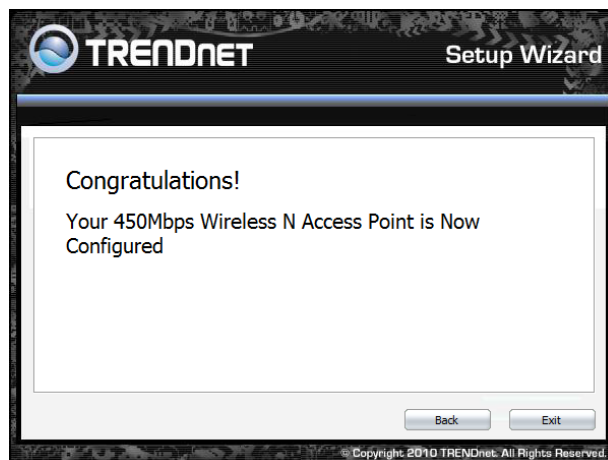 TRENDNET
Setup Wizard
Congratulations!
Your 450Mbps Wireless N Access Point is Now
Configured
Back
Exit
© Copyright 2010 TRENDnet. All Rights Reserved.